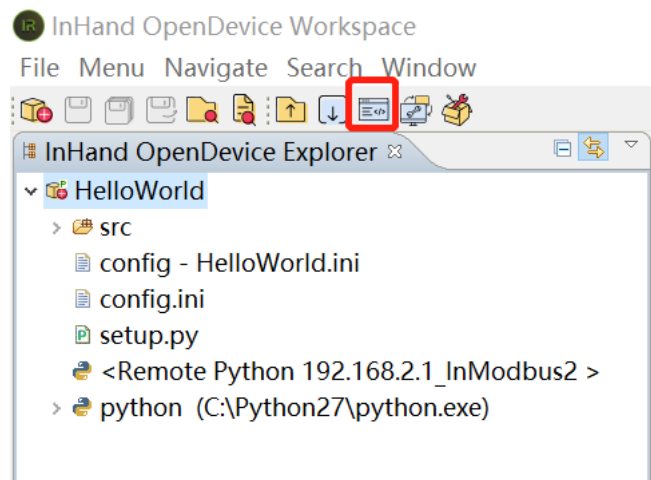 IR InHand OpenDevice Workspace
File Menu Navigate Search Window
InHand OpenDevice Explorer
HelloWorld
src
config - HelloWorld.ini
config.ini
setup.py
<Remote Python 192.168.2.1_InModbus2 >
python (C:\Python27\python.exe)